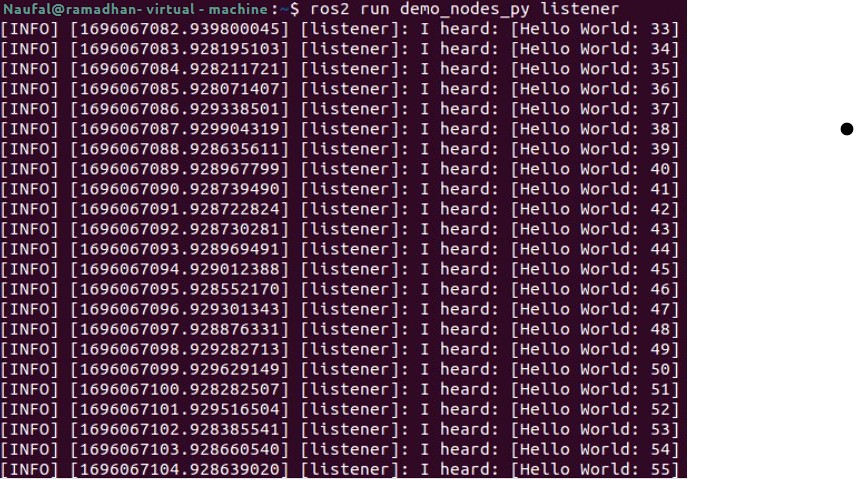 Naufal@ramadhan- virtual - machine:~$ ros2 run demo_nodes_py listener
[INFO] [1696067082.939800045] [listener]: I heard: [Hello World: 33]
[INFO] [1696067083.928195103] [listener]: I heard: [Hello World: 34]
[INFO] [1696067084.928211721] [listener]: I heard: [Hello World: 35]
[INFO] [1696067085.928071407] [listener]: I heard: [Hello World: 36]
[INFO] [1696067086.929338501] [listener]: I heard: [Hello World: 37]
[INFO] [1696067087.929904319] [listener]: I heard: [Hello World: 38]
[INFO] [1696067088.928635611] [listener]: I heard: [Hello World: 39]
[INFO] [1696067089.928967799] [listener]: I heard: [Hello World: 40]
[INFO] [1696067090.928739490] [listener]: I heard: [Hello World: 41]
[INFO] [1696067091.928722824] [listener]: I heard: [Hello World: 42]
[INFO] [1696067092.928730281] [listener]: I heard: [Hello World: 43]
[INFO] [1696067093.928969491] [listener]: I heard: [Hello World: 44]
[INFO] [1696067094.929012388] [listener]: I heard: [Hello World: 45]
[INFO] [1696067095.928552170] [listener]: I heard: [Hello World: 46]
[INFO] [1696067096.929301343] [listener]: I heard: [Hello World: 47]
[INFO] [1696067097.928876331] [listener]: I heard: [Hello World: 48]
[INFO] [1696067098.929282713] [listener]: I heard: [Hello World: 49]
[INFO] [1696067099.929629149] [listener]: I heard: [Hello World: 50]
[INFO] [1696067100.928282507] [listener]: I heard: [Hello World: 51]
[INFO] [1696067101.929516504] [listener]: I heard: [Hello World: 52]
[INFO] [1696067102.928385541] [listener]: I heard: [Hello World: 53]
[INFO] [1696067103.928660540] [listener]: I heard: [Hello World: 54]
[INFO] [1696067104.928639020] [listener]: I heard: [Hello World: 55]